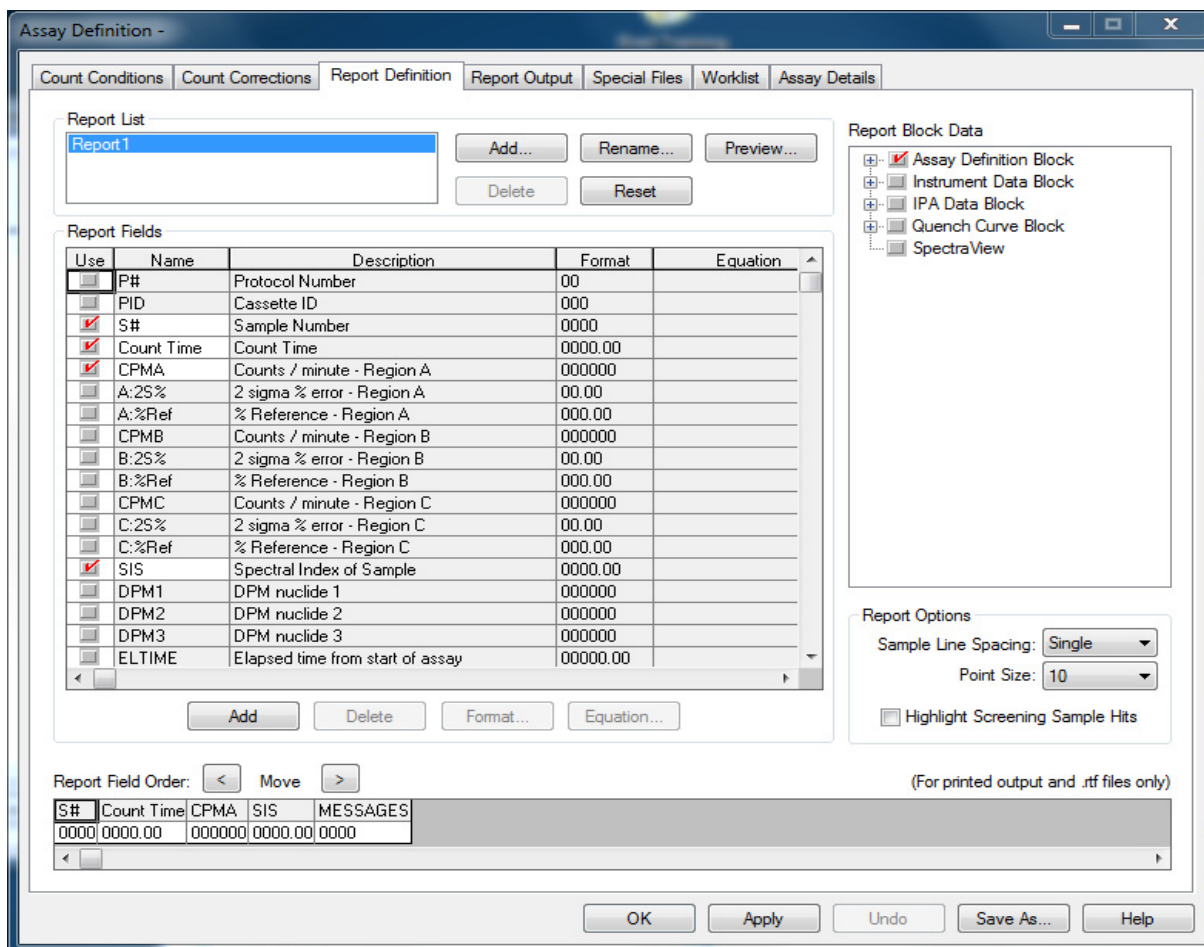 Assay Definition -
Count Conditions Count Corrections Report Definition Report Output Special Files Worklist Assay Details
Report List
Report1
Add... Rename... Preview...
Delete Reset
Report Block Data
Assay Definition Block
Instrument Data Block
IPA Data Block
Quench Curve Block
SpectraView
Report Fields
Use Name Description Format Equation
P# Protocol Number 00
PID Cassette ID 000
S# Sample Number 0000
Count Time Count Time 0000.00
CPMA Counts / minute - Region A 000000
A:2S% 2 sigma % error - Region A 00.00
A:%Ref % Reference - Region A 000.00
CPMB Counts / minute - Region B 000000
B:2S% 2 sigma % error - Region B 00.00
B:%Ref % Reference - Region B 000.00
CPMC Counts / minute - Region C 000000
C:2S% 2 sigma % error - Region C 00.00
C:%Ref % Reference - Region C 000.00
SIS Spectral Index of Sample 0000.00
DPM1 DPM nuclide 1 000000
DPM2 DPM nuclide 2 000000
DPM3 DPM nuclide 3 000000
ELTIME Elapsed time from start of assay 00000.00
Add Delete Format... Equation...
Report Options
Sample Line Spacing: Single
Point Size: 10
Highlight Screening Sample Hits
Report Field Order: < Move > (For printed output and .rtf files only)
S# Count Time CPMA SIS MESSAGES
0000 0000.00 000000 0000.00 0000
OK Apply Undo Save As... Help